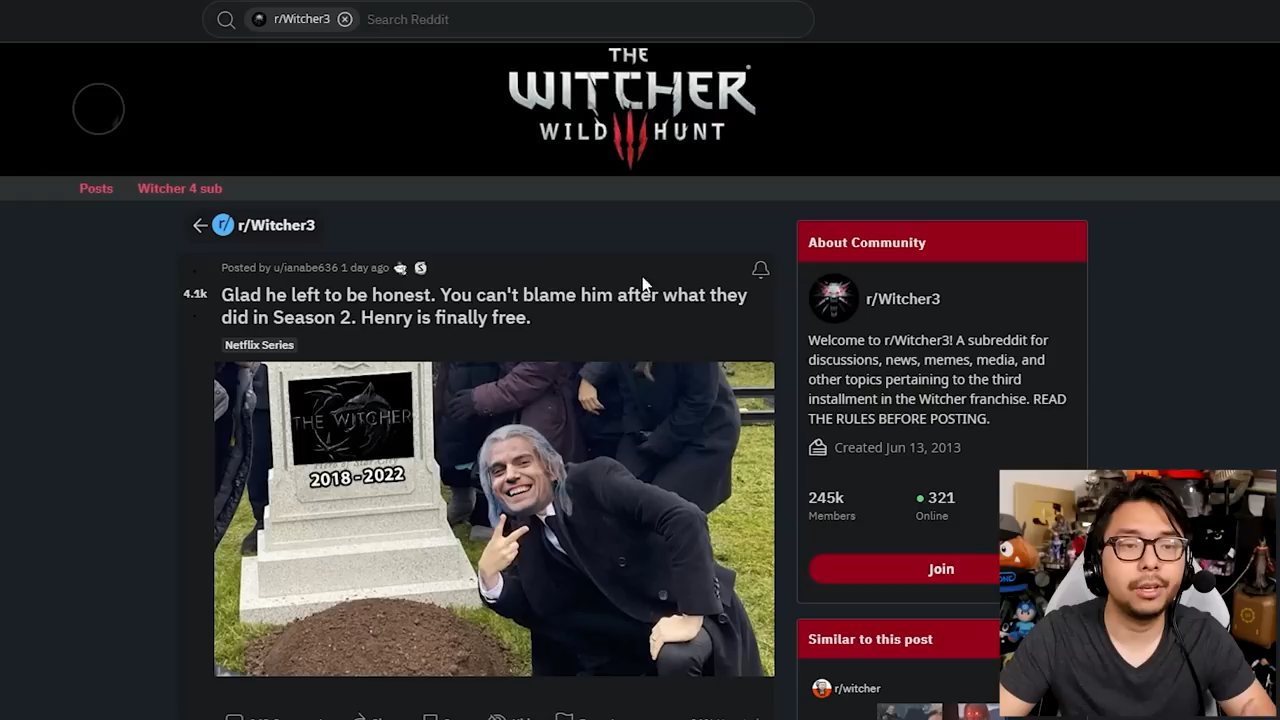 r/Witcher3
Search Reddit
THE
WITCHER
WILD HUNT
Posts
Witcher 4 sub
r/ r/Witcher3
Posted by u/ianabe636 1 day ago
4.1k
Glad he left to be honest. You can't blame him after what they
did in Season 2. Henry is finally free.
Netflix Series
THE WITCHER
2018-2022
About Community
r/Witcher3
Welcome to r/Witcher3! A subreddit for
discussions, news, memes, media, and
other topics pertaining to the third
installment in the Witcher franchise. READ
THE RULES BEFORE POSTING.
Created Jun 13, 2013
245k
Members
321
Online
Join
Similar to this post
r/witcher